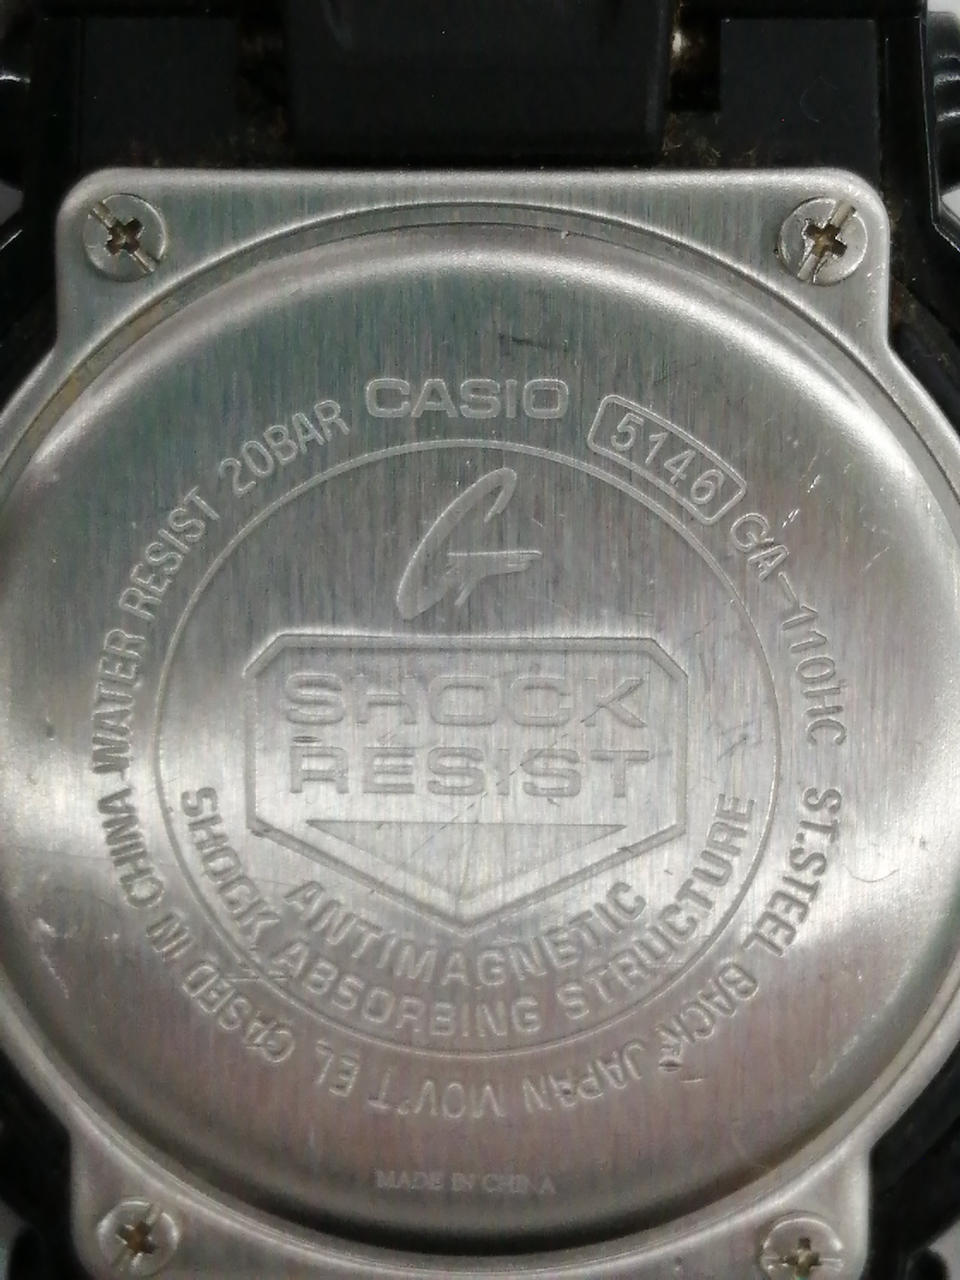 CASIO
5146
GA-110HC ST.STEEL BACK JAPAN MOV'T EL CASED IN CHINA WATER RESIST 20BAR
G
SHOCK
RESIST
ANTIMAGNETIC
SHOCK ABSORBING STRUCTURE
MADE IN CHINA